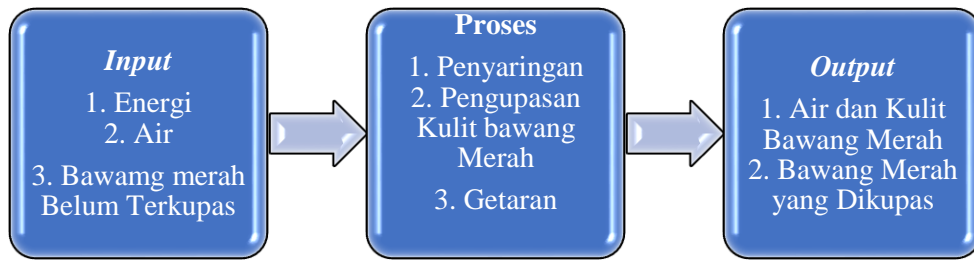 Input
1. Energi
2. Air
3. Bawamg merah
Belum Terkupas
Proses
1. Penyaringan
2. Pengupasan
Kulit bawang
Merah
3. Getaran
Output
1. Air dan Kulit
Bawang Merah
2. Bawang Merah
yang Dikupas